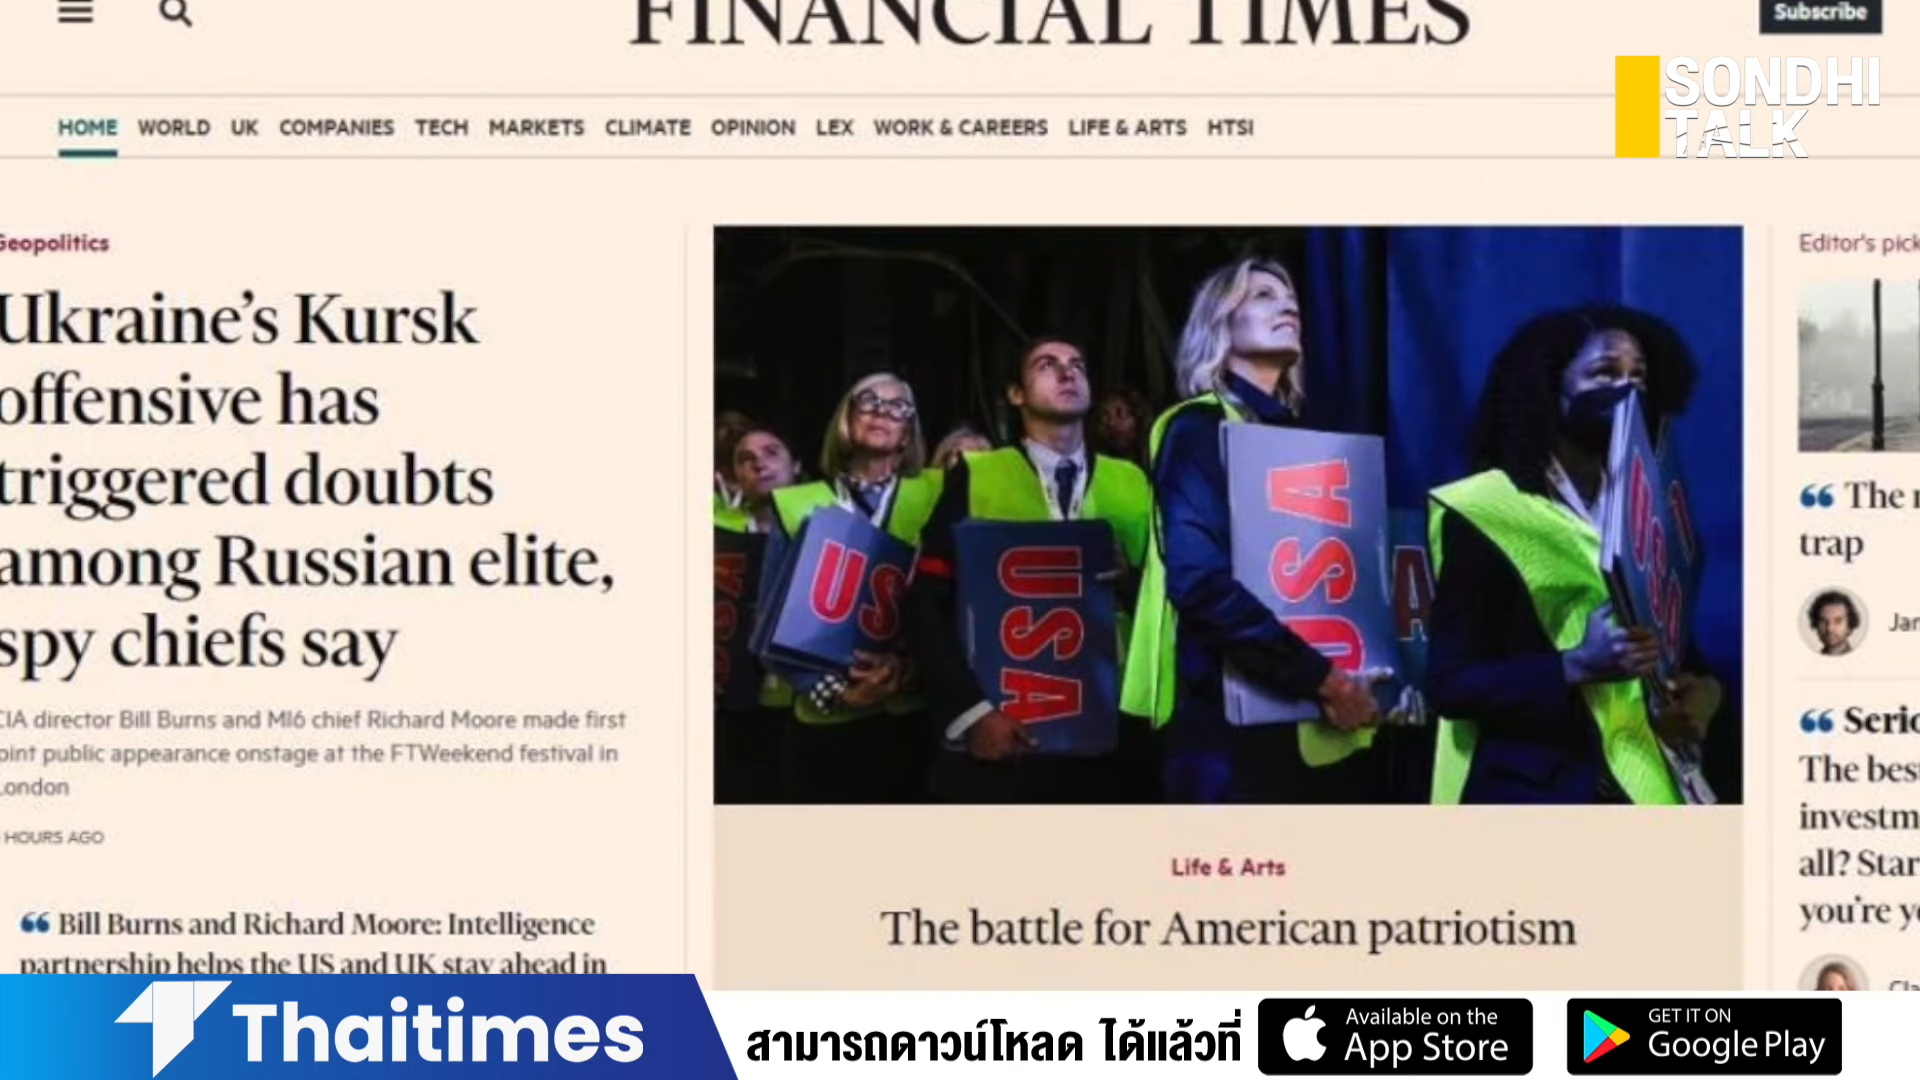 FINANCIAL TIMES
Subscribe
SONDHI
TALK
HOME WORLD UK COMPANIES TECH MARKETS CLIMATE OPINION LEX WORK & CAREERS LIFE & ARTS HTSI
Geopolitics
Ukraine's Kursk
offensive has
triggered doubts
among Russian elite,
spy chiefs say
CIA director Bill Burns and MI6 chief Richard Moore made first
joint public appearance onstage at the FTWeekend festival in
London
HOURS AGO
“ Bill Burns and Richard Moore: Intelligence
partnership helps the US and UK stay ahead in
USA
US
USA
USA
A
USA
Life & Arts
The battle for American patriotism
Editor's pick
“ The
trap
Jan
“ Serio
The best
investm
all? Star
you're yo
Cla
Thaitimes
สามารถดาวน์โหลด ได้แล้วที่
Available on the
App Store
GET IT ON
Google Play